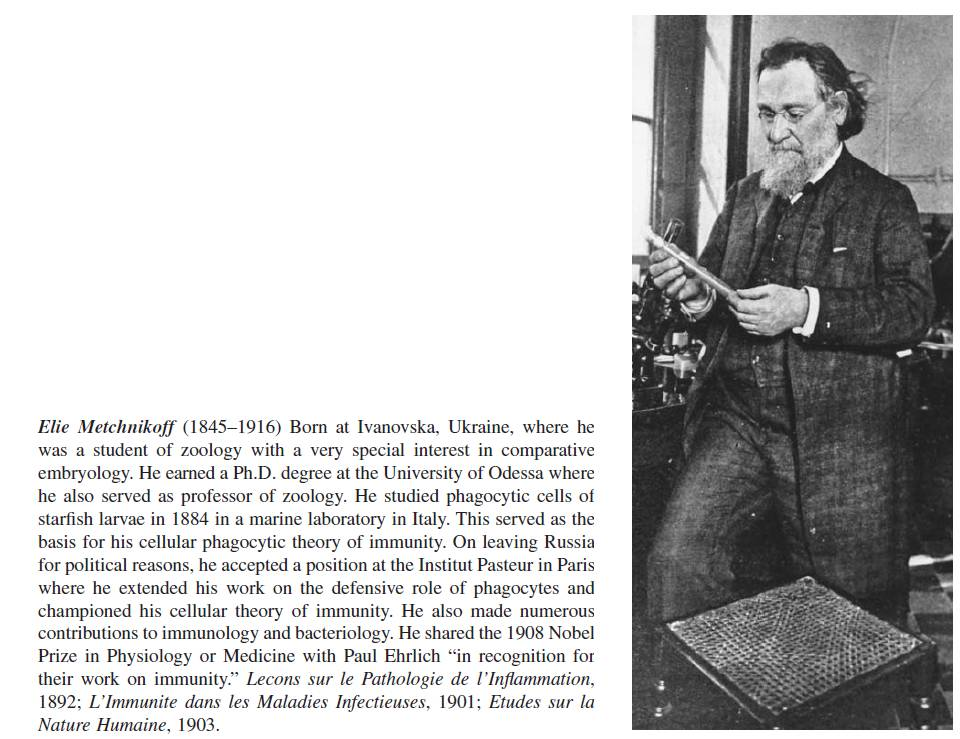 Elie Metchnikoff (1845–1916) Born at Ivanovska, Ukraine, where he
was a student of zoology with a very special interest in comparative
embryology. He earned a Ph.D. degree at the University of Odessa where
he also served as professor of zoology. He studied phagocytic cells of
starfish larvae in 1884 in a marine laboratory in Italy. This served as the
basis for his cellular phagocytic theory of immunity. On leaving Russia
for political reasons, he accepted a position at the Institut Pasteur in Paris
where he extended his work on the defensive role of phagocytes and
championed his cellular theory of immunity. He also made numerous
contributions to immunology and bacteriology. He shared the 1908 Nobel
Prize in Physiology or Medicine with Paul Ehrlich “in recognition for
their work on immunity.” Lecons sur le Pathologie de l’Inflammation,
1892; L’Immunite dans les Maladies Infectieuses, 1901; Etudes sur la
Nature Humaine, 1903.